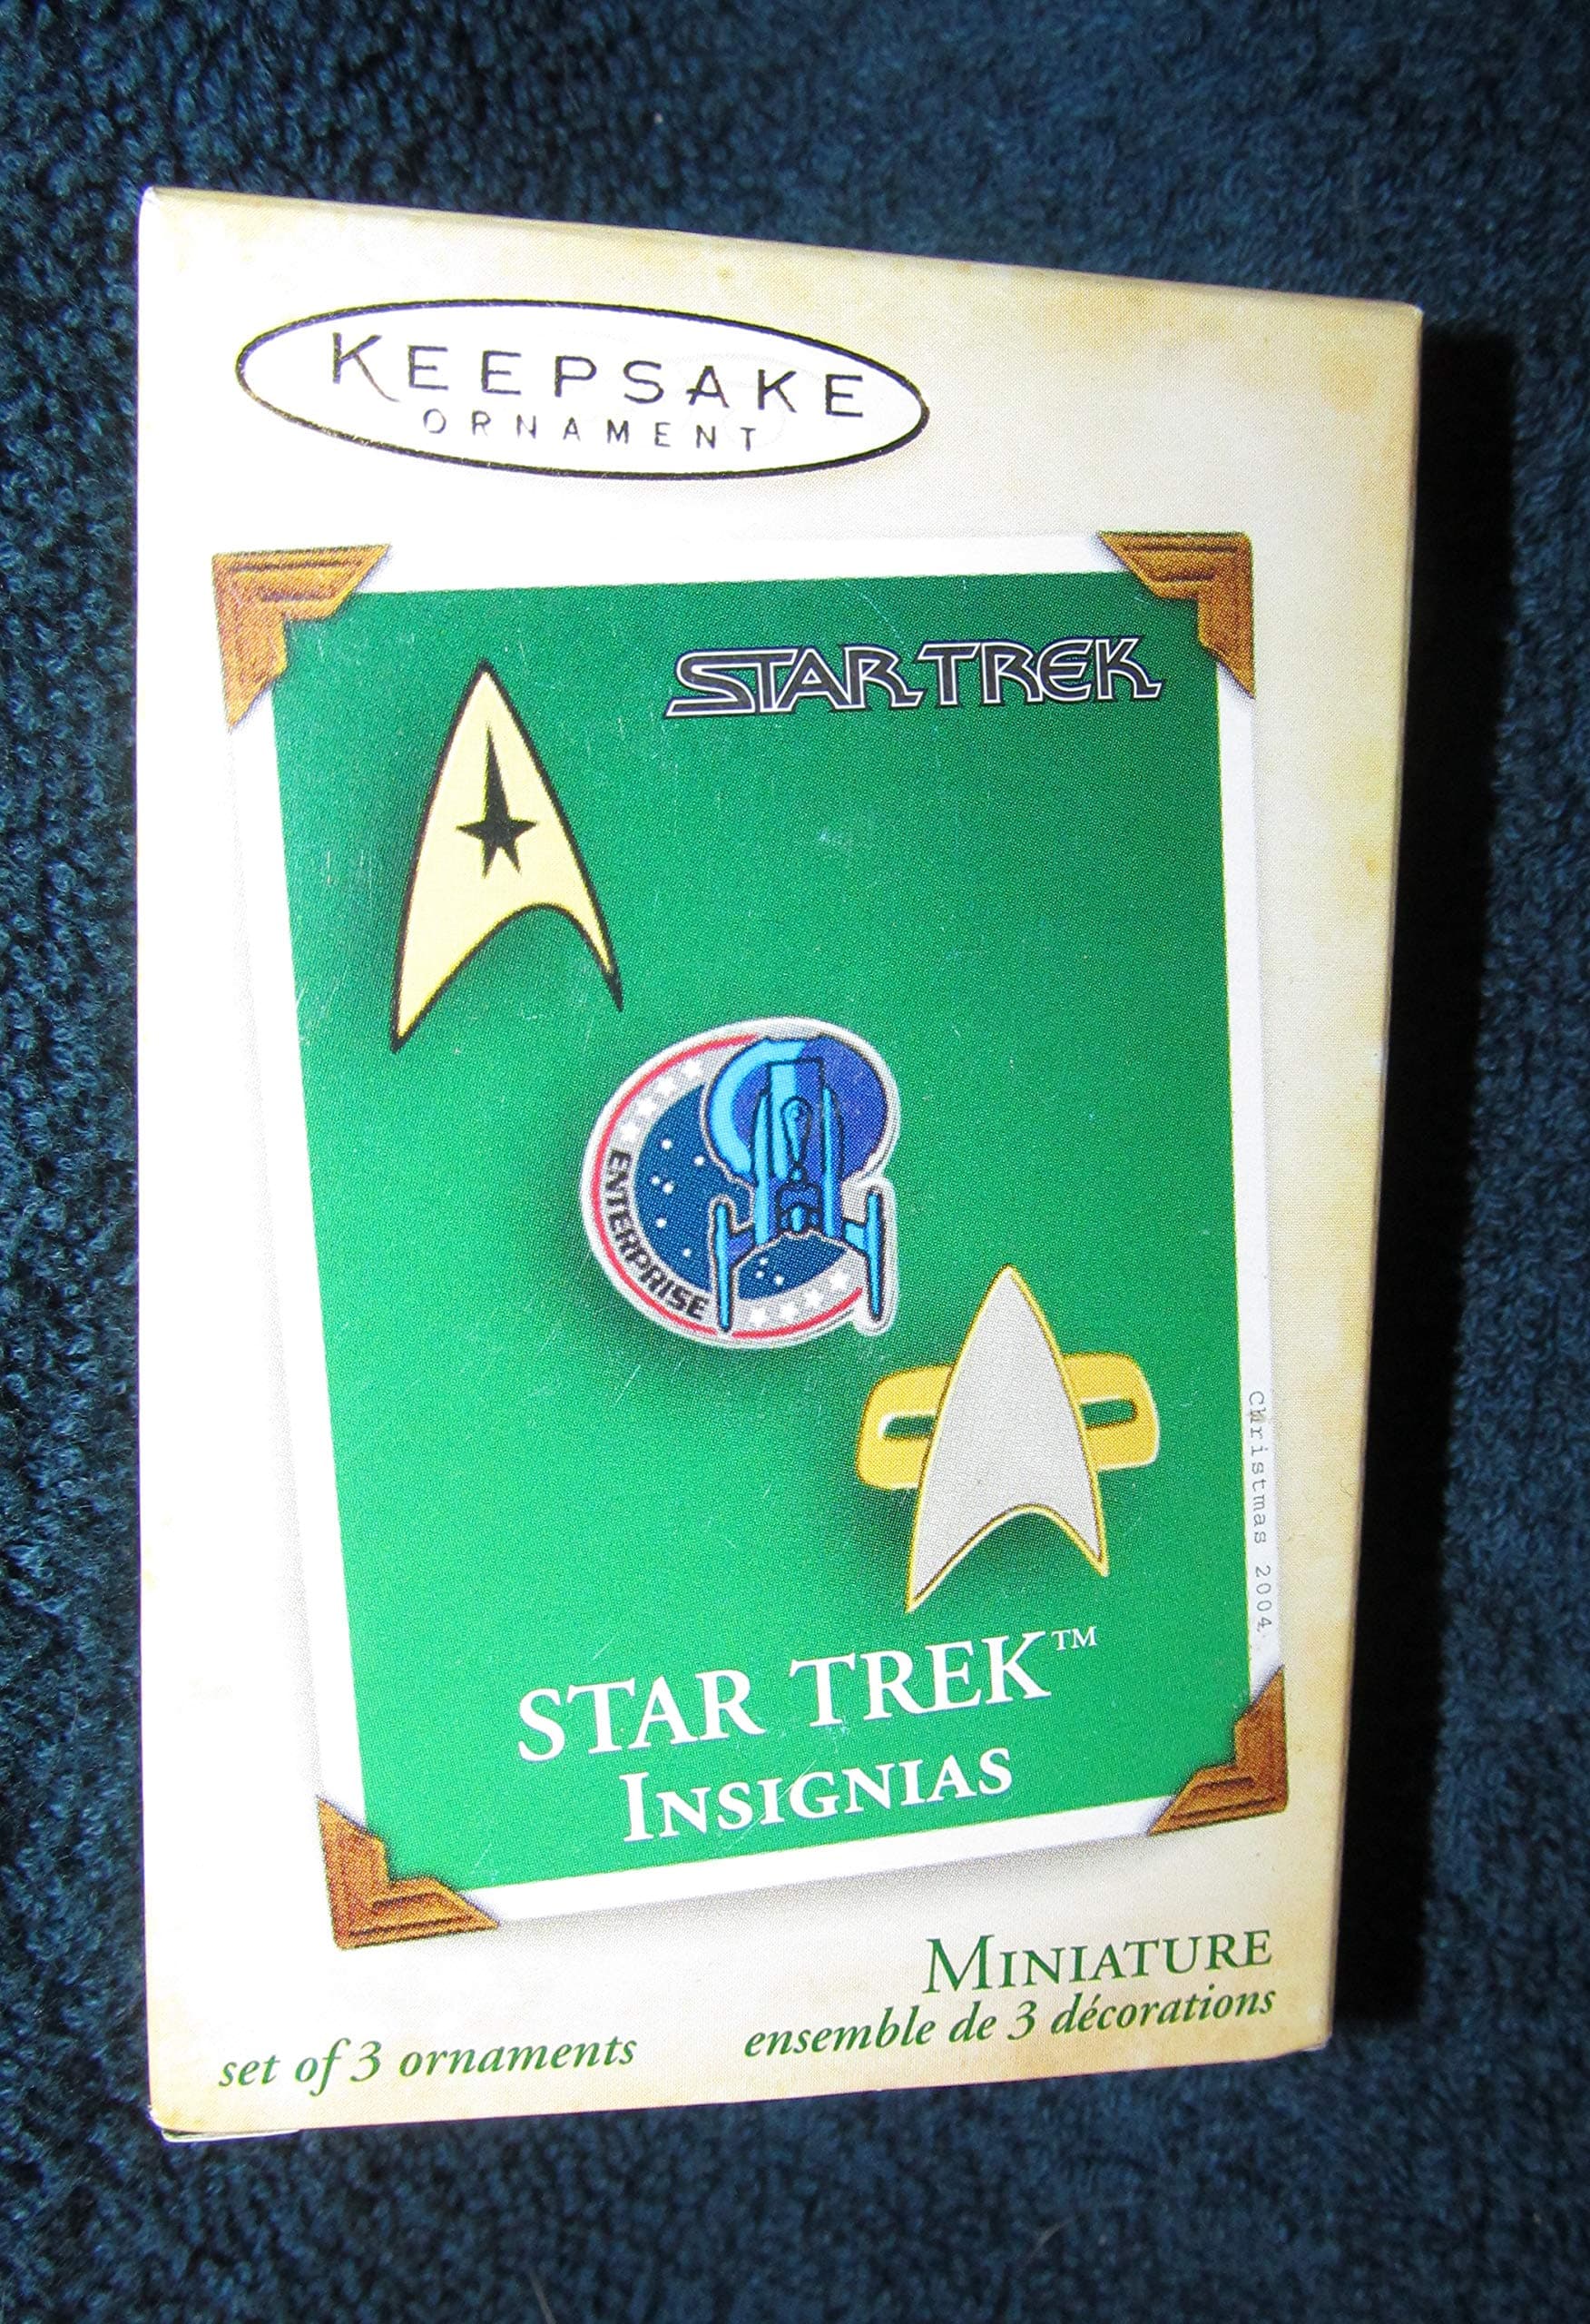 KEEPSAKE
ORNAMENT
STAR TREK
ENTERPRISE
Christmas 2004
STAR TREK™
INSIGNIAS
MINIATURE
set of 3 ornaments
ensemble de 3 décorations